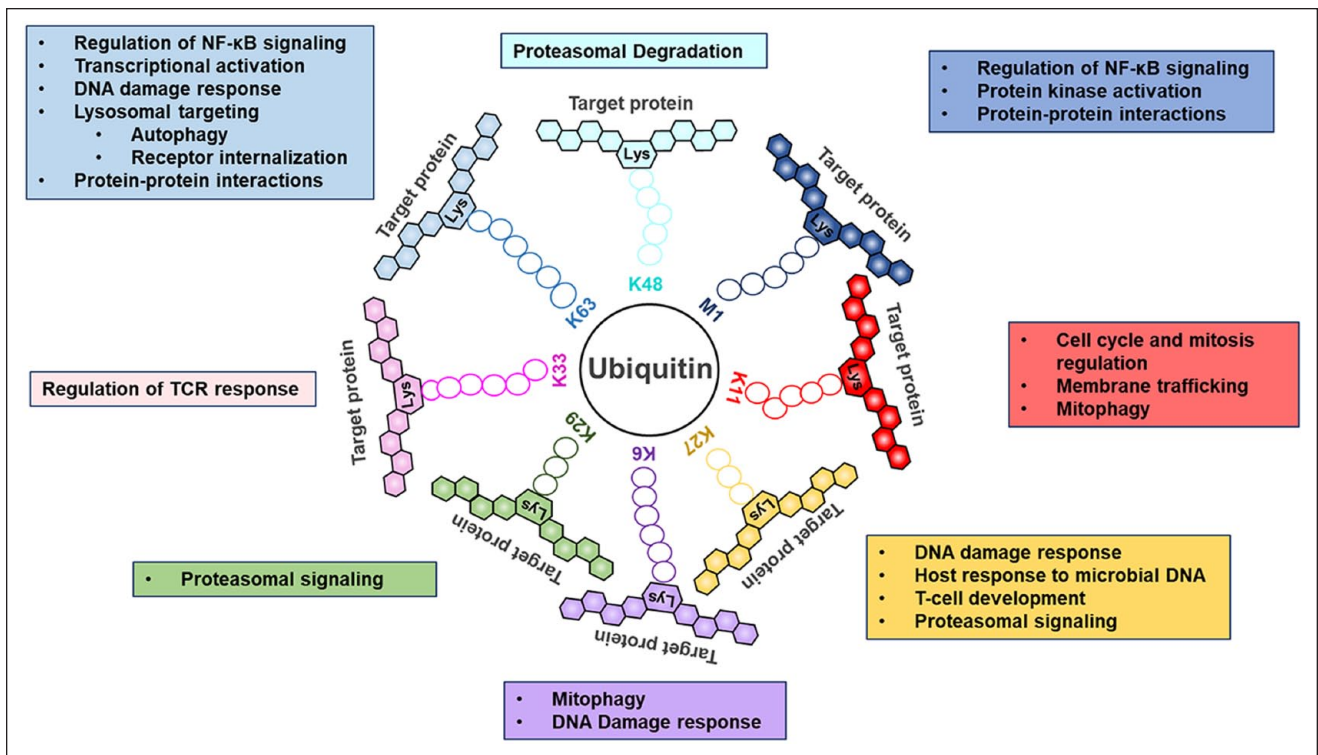 • Regulation of NF-κB signaling
• Transcriptional activation
• DNA damage response
• Lysosomal targeting
• Autophagy
• Receptor internalization
• Protein-protein interactions
Proteasomal Degradation
• Regulation of NF-κB signaling
• Protein kinase activation
• Protein-protein interactions
Target protein
Lys
K63
Target protein
Lys
K48
Target protein
Lys
M1
Regulation of TCR response
Target protein
Lys
K33
Ubiquitin
K11
Lys
Target protein
• Cell cycle and mitosis
regulation
• Membrane trafficking
• Mitophagy
• Proteasomal signaling
K29
Lys
Target protein
K6
Lys
Target protein
K27
Lys
Target protein
• DNA damage response
• Host response to microbial DNA
• T-cell development
• Proteasomal signaling
• Mitophagy
• DNA Damage response